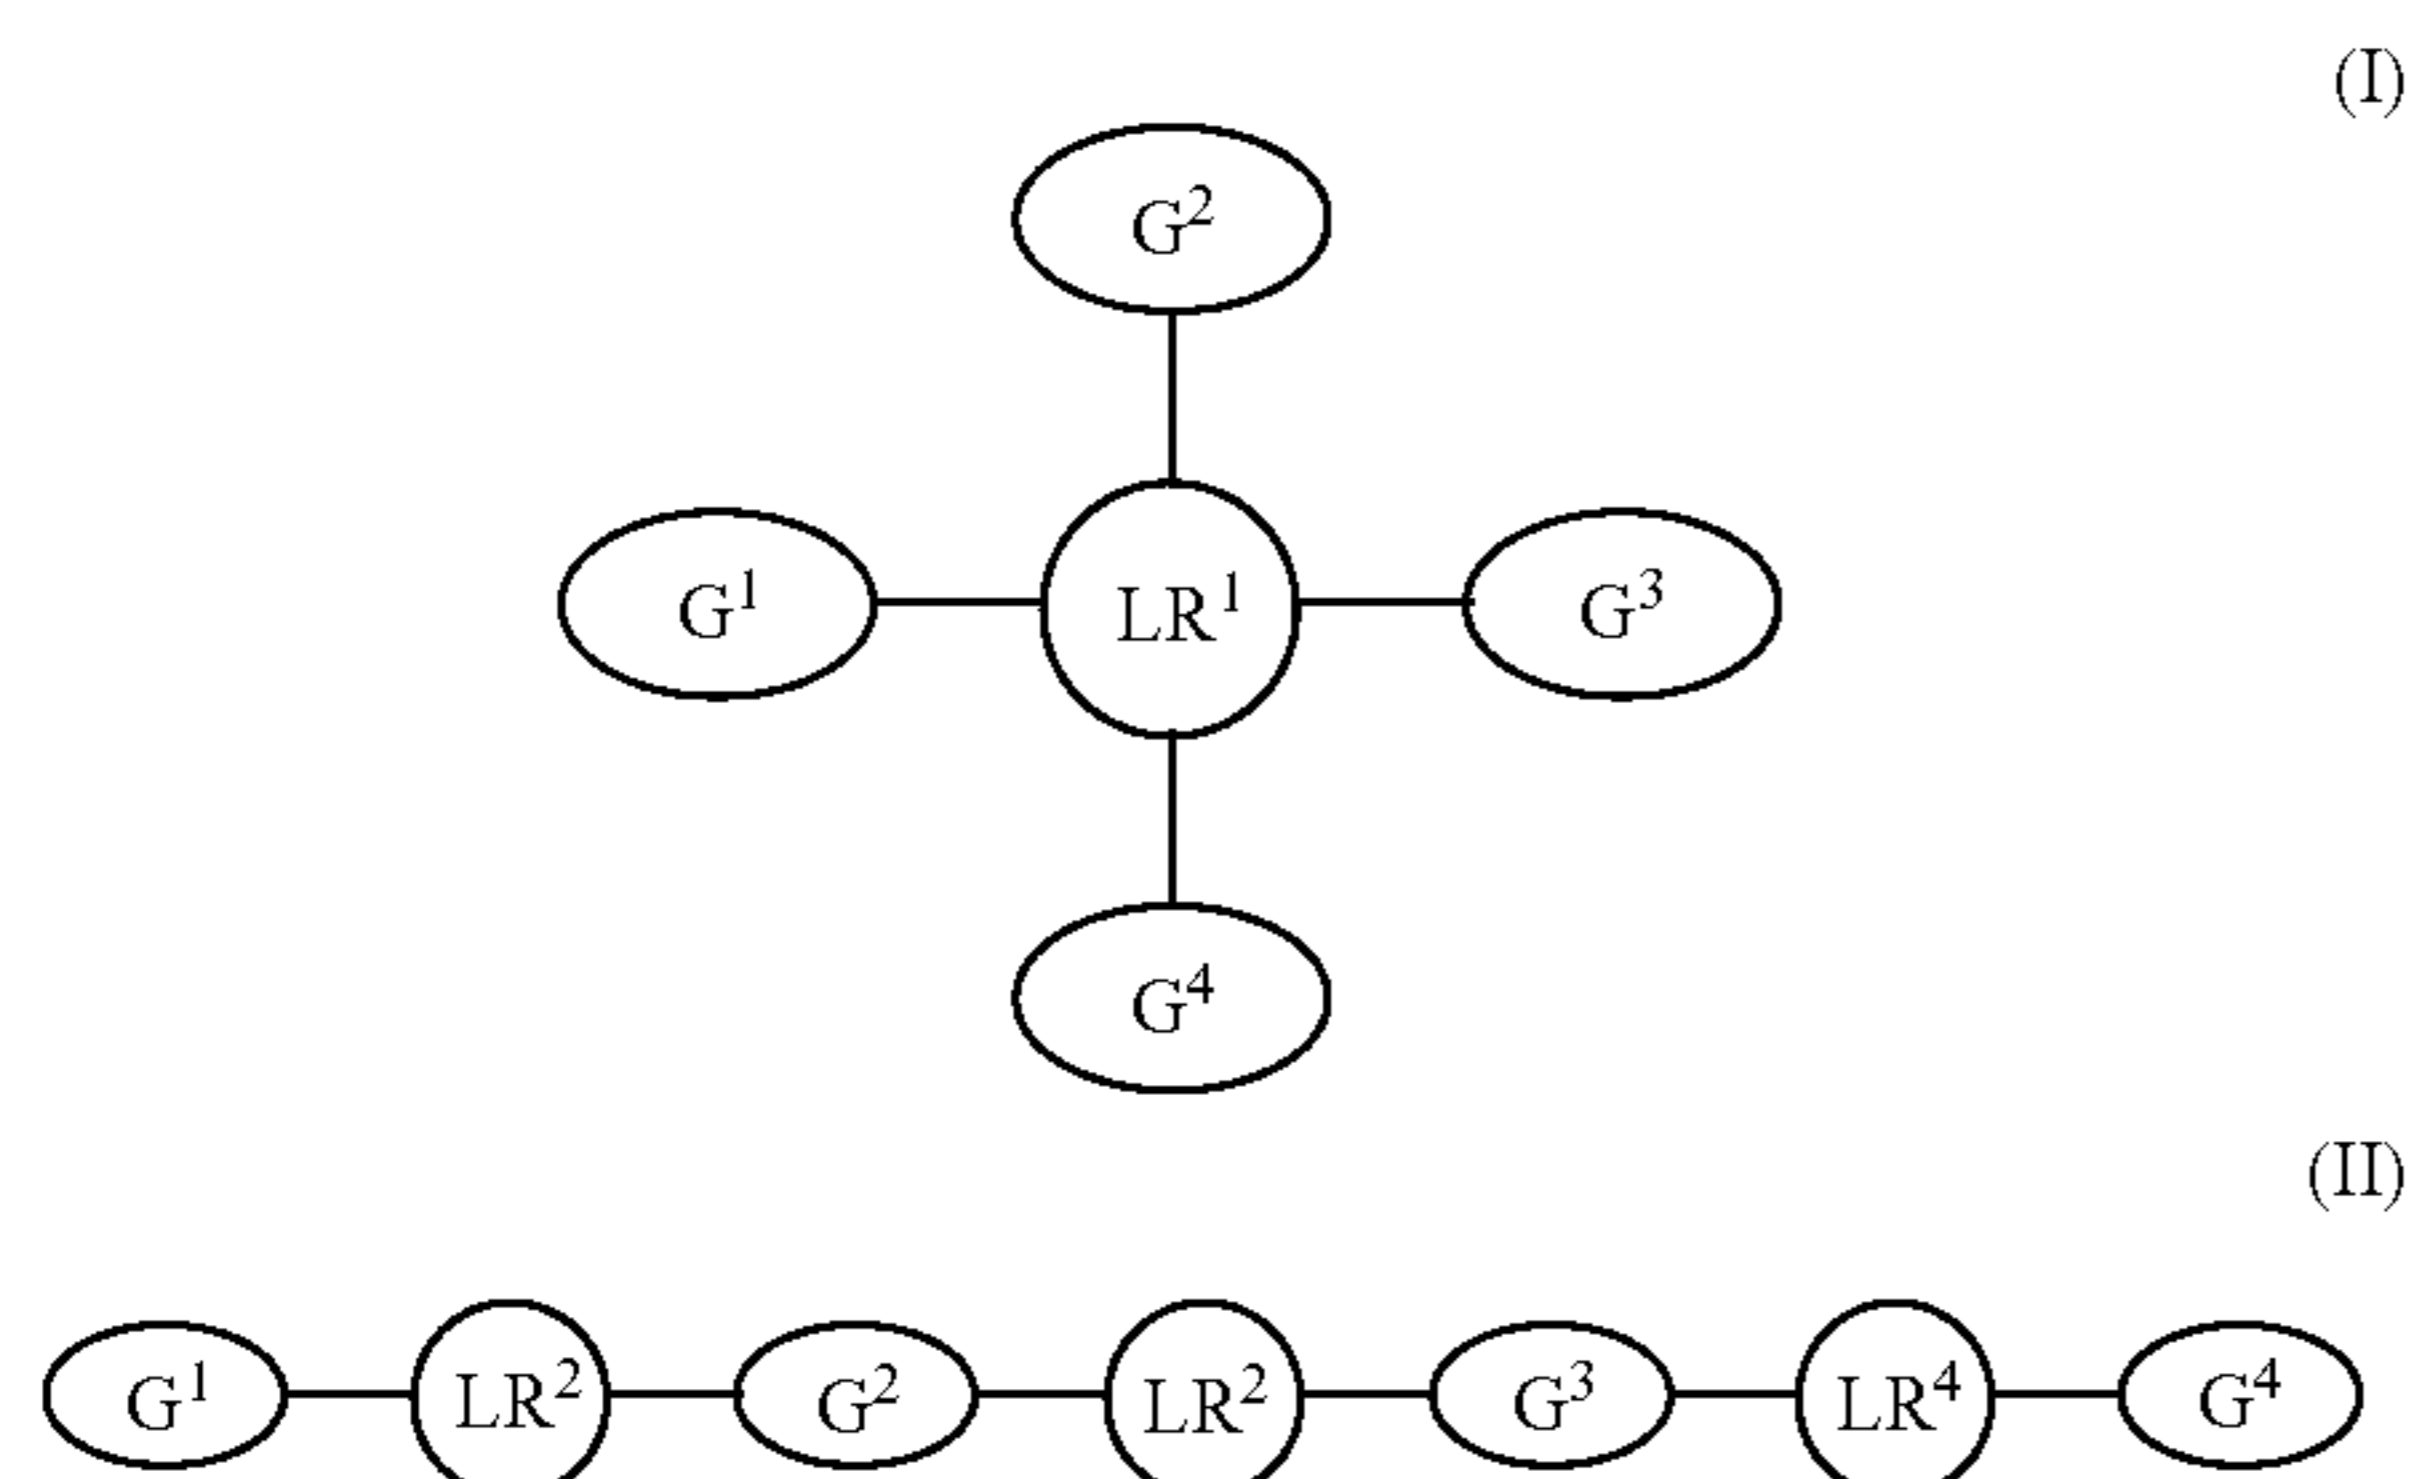 (I)
G²
G¹ LR¹ G³
G⁴
(II)
G¹ LR² G² LR² G³ LR⁴ G⁴